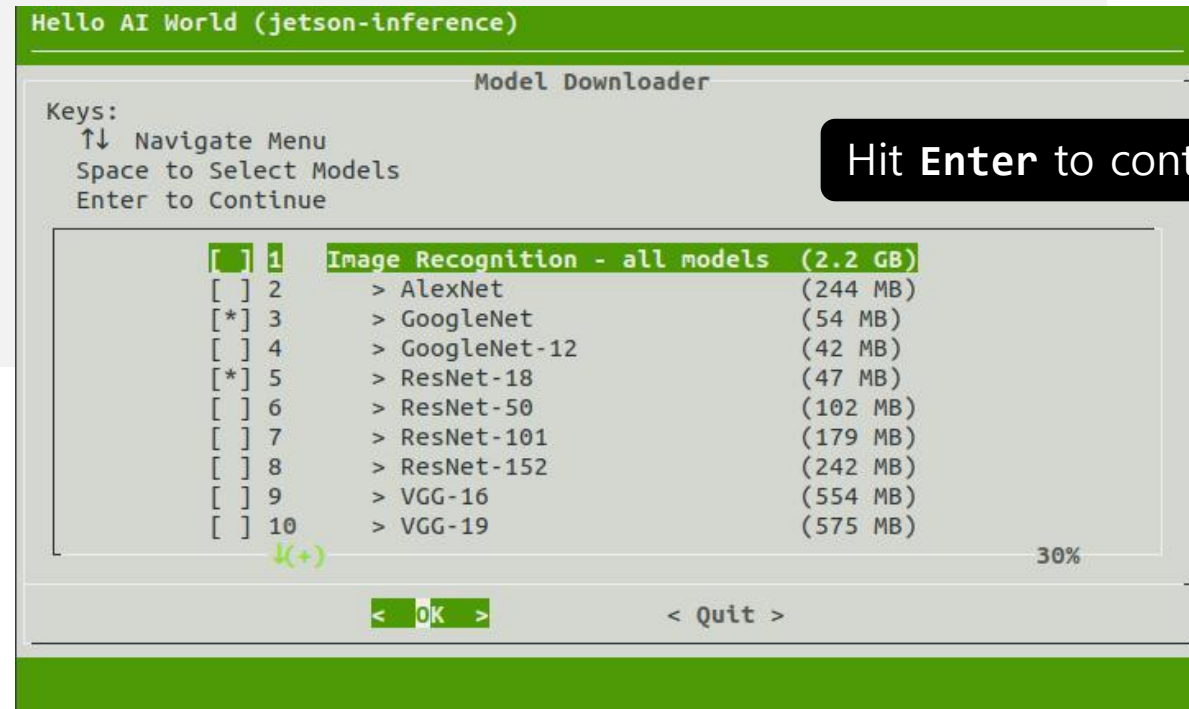 Hello AI World (jetson-inference)
Model Downloader
Keys:
↑↓ Navigate Menu
Space to Select Models
Enter to Continue
Hit Enter to
[ ] 1 Image Recognition - all models (2.2 GB)
[ ] 2 > AlexNet (244 MB)
[*] 3 > GoogleNet (54 MB)
[ ] 4 > GoogleNet-12 (42 MB)
[*] 5 > ResNet-18 (47 MB)
[ ] 6 > ResNet-50 (102 MB)
[ ] 7 > ResNet-101 (179 MB)
[ ] 8 > ResNet-152 (242 MB)
[ ] 9 > VGG-16 (554 MB)
[ ] 10 > VGG-19 (575 MB)
↓(+) 30%
< OK > < Quit >